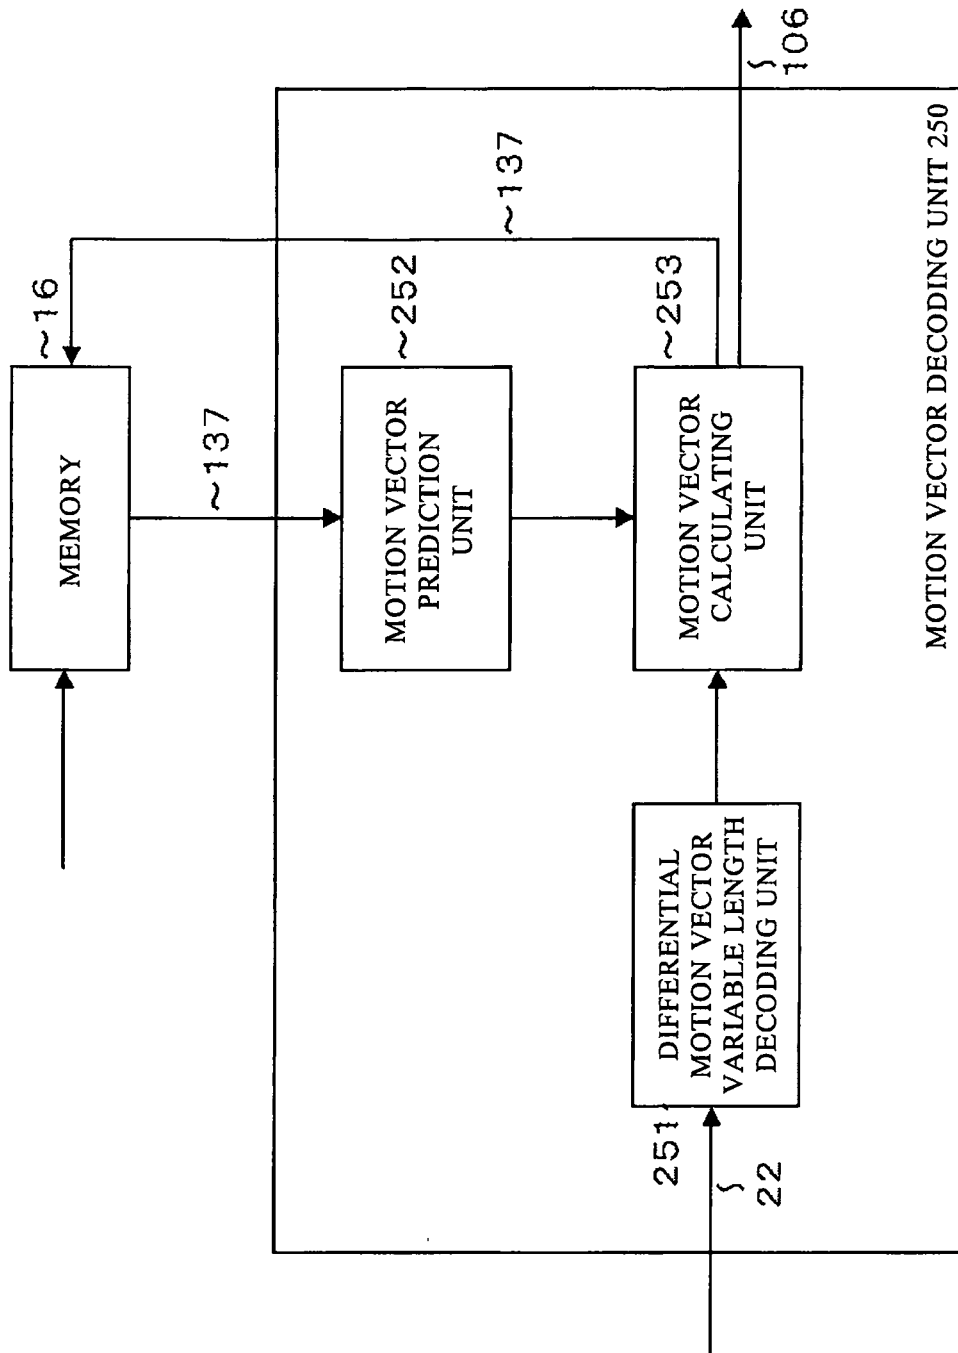 MEMORY
~16
~137
~137
MOTION VECTOR
PREDICTION
UNIT
~252
DIFFERENTIAL
MOTION VECTOR
VARIABLE LENGTH
DECODING UNIT
251
22
MOTION VECTOR
CALCULATING
UNIT
~253
106
MOTION VECTOR DECODING UNIT 250